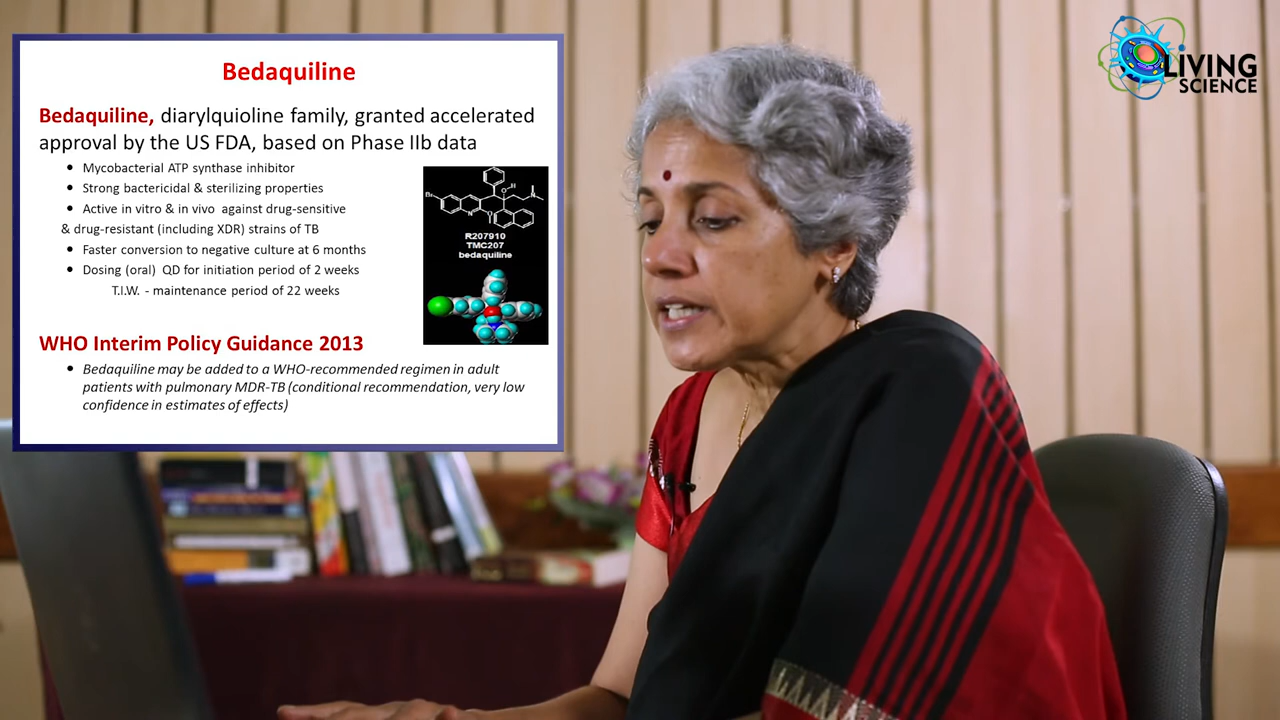 Bedaquiline
Bedaquiline, diarylquioline family, granted accelerated
approval by the US FDA, based on Phase IIb data
• Mycobacterial ATP synthase inhibitor
• Strong bactericidal & sterilizing properties
• Active in vitro & in vivo against drug-sensitive
& drug-resistant (including XDR) strains of TB
• Faster conversion to negative culture at 6 months
• Dosing (oral) QD for initiation period of 2 weeks
T.I.W. - maintenance period of 22 weeks
Br
N
O
H
N
R207910
TMC207
bedaquiline
WHO Interim Policy Guidance 2013
• Bedaquiline may be added to a WHO-recommended regimen in adult
patients with pulmonary MDR-TB (conditional recommendation, very low
confidence in estimates of effects)
LIVING
SCIENCE